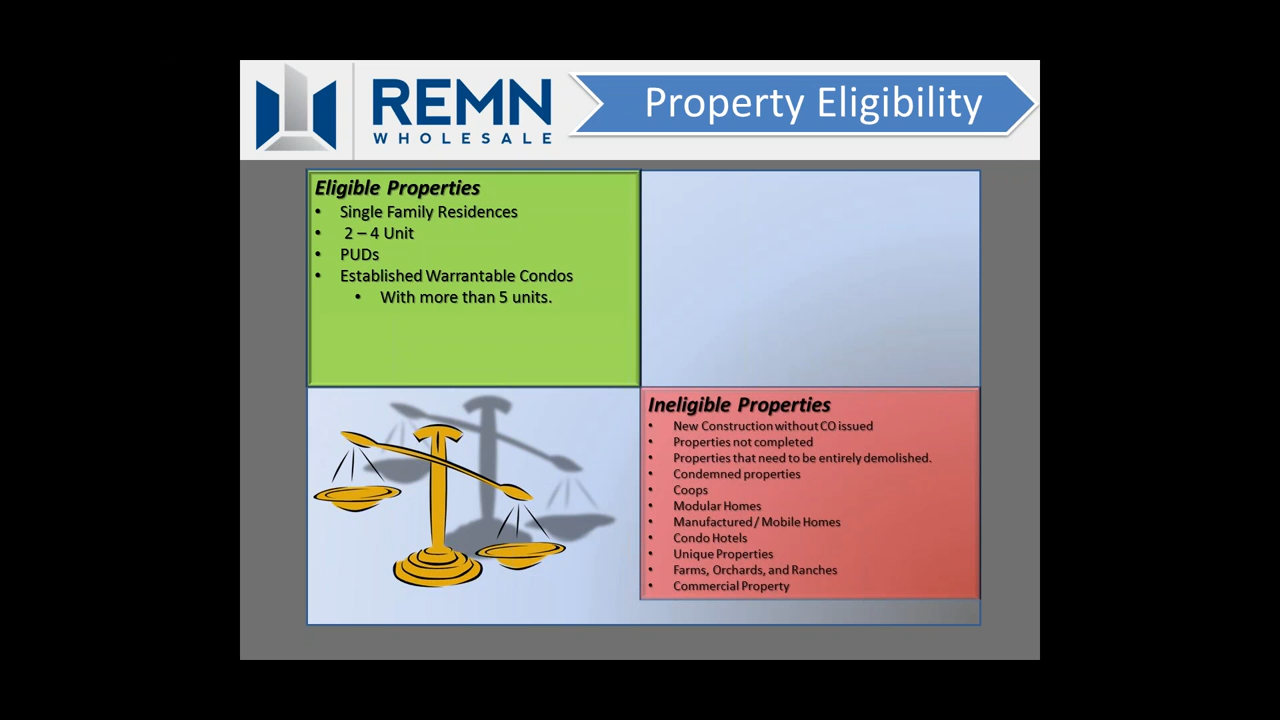 REMN
WHOLESALE
Property Eligibility
Eligible Properties
• Single Family Residences
• 2 – 4 Unit
• PUDs
• Established Warrantable Condos
• With more than 5 units.
Ineligible Properties
• New Construction without CO issued
• Properties not completed
• Properties that need to be entirely demolished.
• Condemned properties
• Coops
• Modular Homes
• Manufactured / Mobile Homes
• Condo Hotels
• Unique Properties
• Farms, Orchards, and Ranches
• Commercial Property